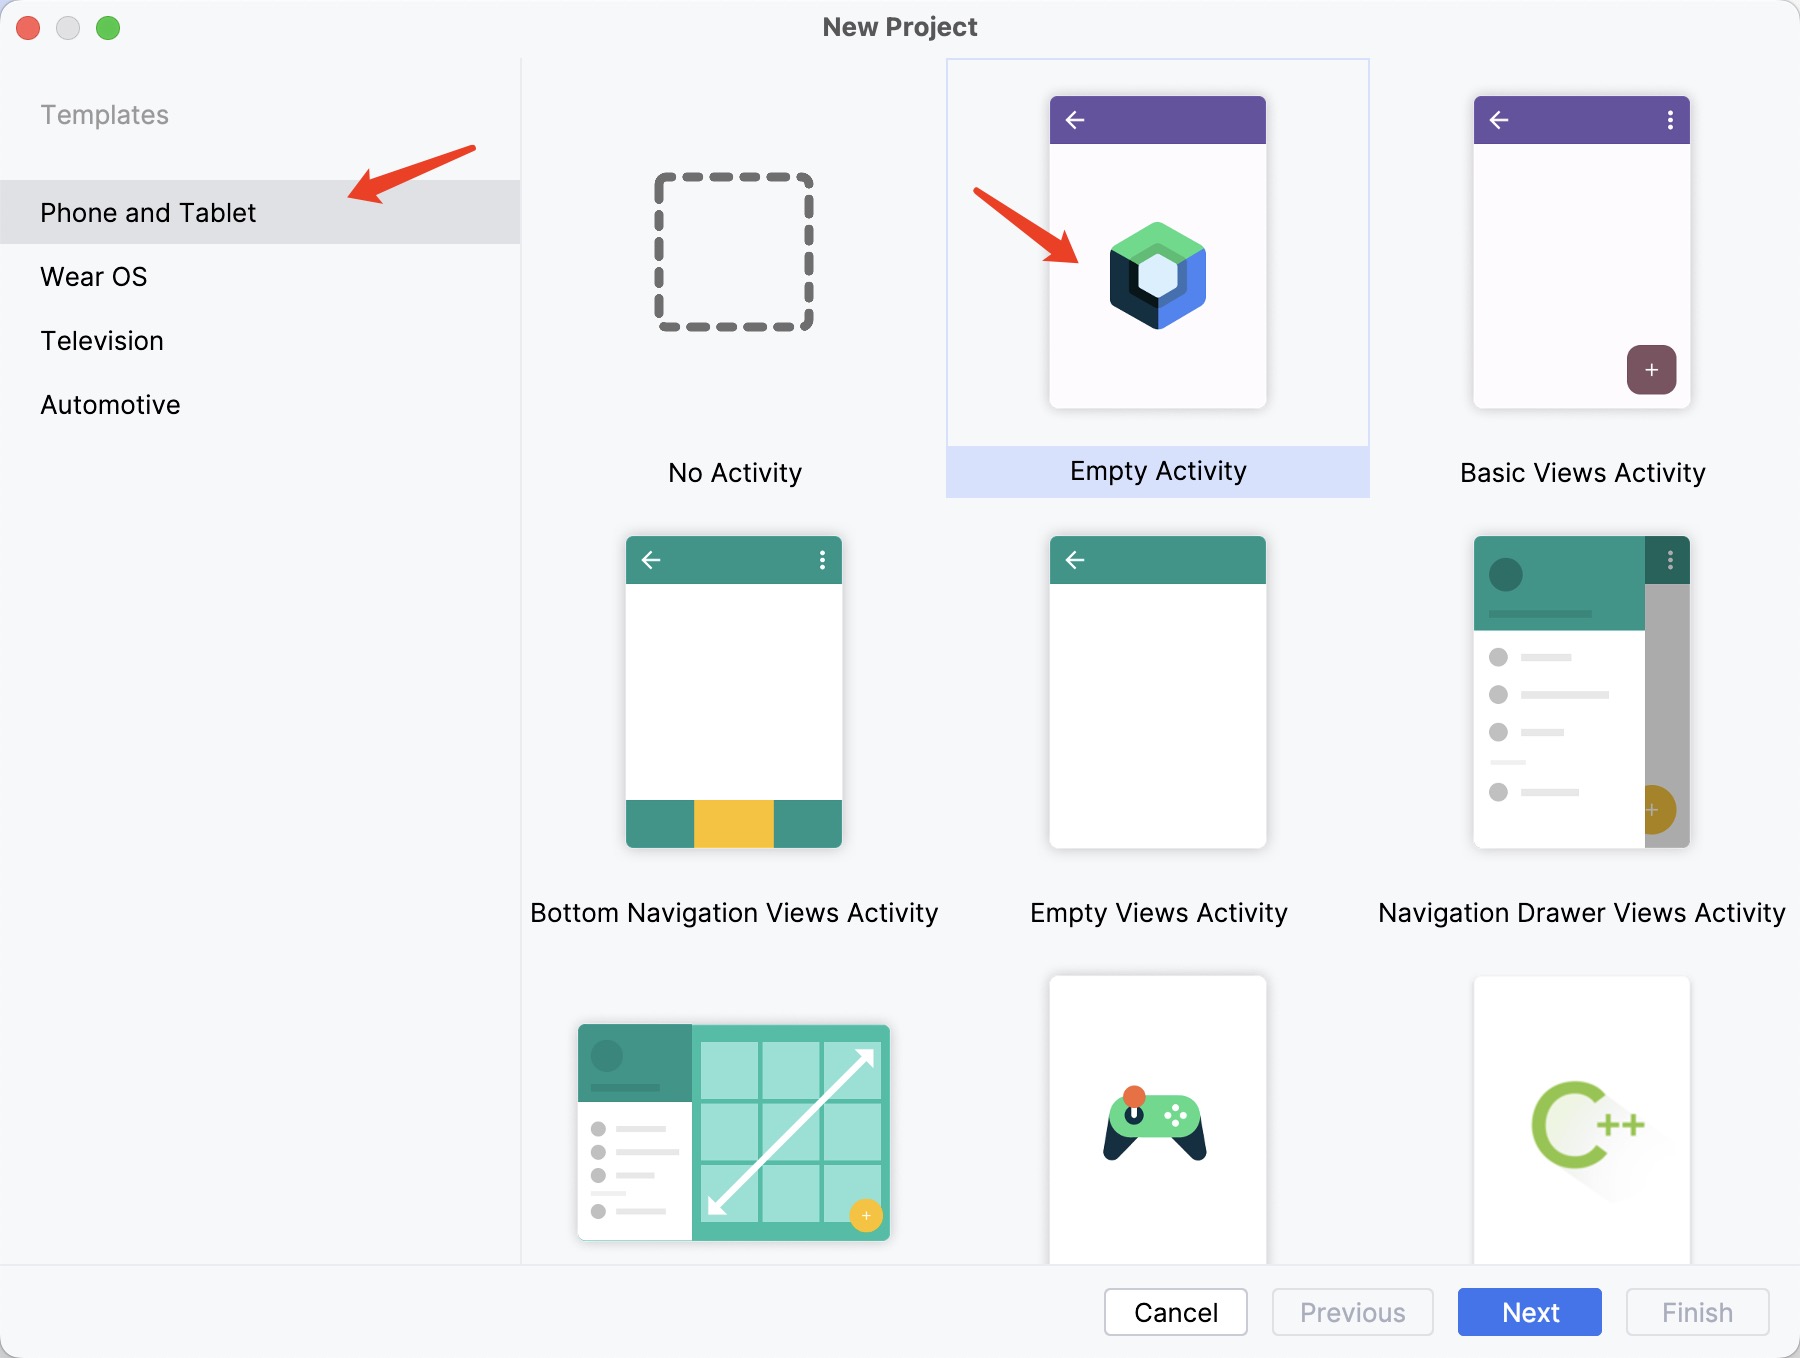 New Project
Templates
Phone and Tablet
Wear OS
Television
Automotive
No Activity
Empty Activity
Basic Views Activity
Bottom Navigation Views Activity
Empty Views Activity
Navigation Drawer Views Activity
C++
Cancel
Previous
Next
Finish